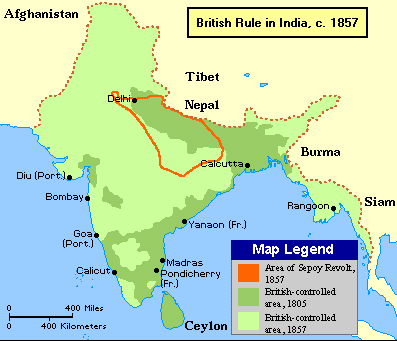 Afghanistan
British Rule in India, c. 1857
Tibet
Nepal
Delhi
Burma
Calcutta
Diu (Port.)
Siam
Bombay
Rangoon
Yanaon (Fr.)
Goa
(Port.)
Madras
Calicut
Pondicherry
(Fr.)
Ceylon
Map Legend
Area of Sepoy Revolt,
1857
British-controlled
area, 1805
British-controlled
area, 1857
0 400 Miles
0 400 Kilometers